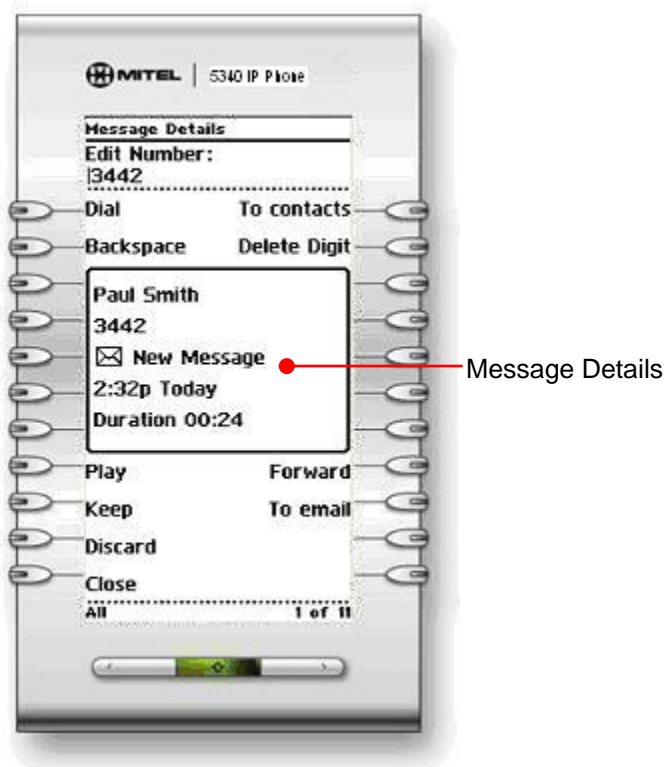 MITEL | 5340 IP Phone
Message Details
Edit Number:
|3442
Dial To contacts
Backspace Delete Digit
Paul Smith
3442
New Message
Message Details
2:32p Today
Duration 00:24
Play Forward
Keep To email
Discard
Close
All 1 of 11